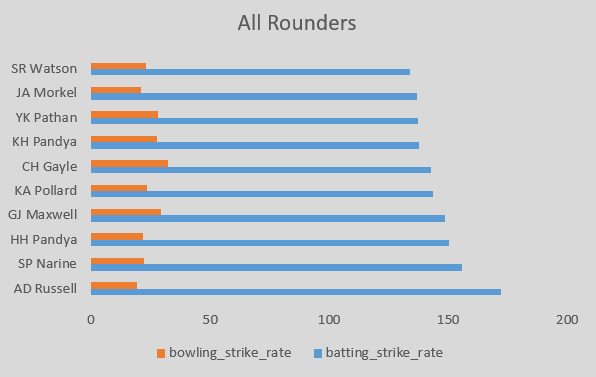 All Rounders
SR Watson
JA Morkel
YK Pathan
KH Pandya
CH Gayle
KA Pollard
GJ Maxwell
HH Pandya
SP Narine
AD Russell
0 50 100 150 200
bowling_strike_rate batting_strike_rate